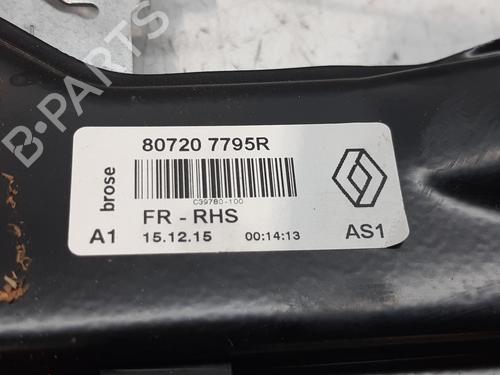 B-PARTS
80720 7795R
brose
C39780-100
FR - RHS
A1 15.12.15 00:14:13 AS1